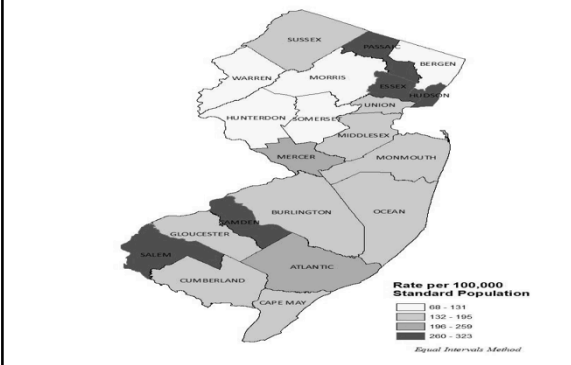 SUSSEX
PASSAIC
BERGEN
WARREN
MORRIS
ESSEX
HUDSON
UNION
HUNTERDON
SOMERSE
MIDDLESEX
MERCER
MONMOUTH
OCEAN
BURLINGTON
CAMDEN
GLOUCESTER
SALEM
ATLANTIC
CUMBERLAND
CAPE MAY
Rate per 100,000
Standard Population
68 - 131
132 - 195
196 - 259
260 - 323
Equal Intervals Method